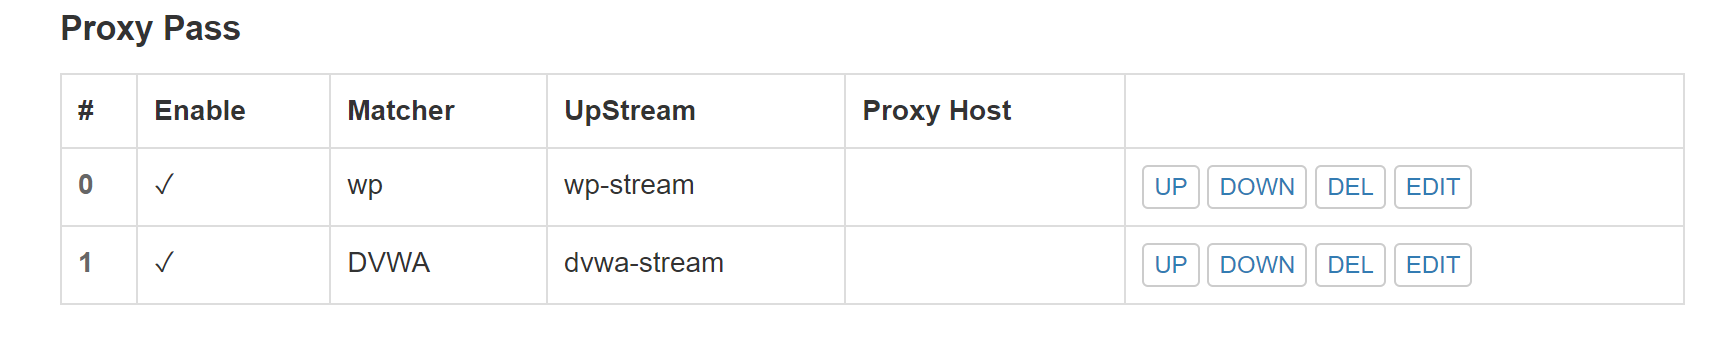 Proxy Pass
# Enable Matcher UpStream Proxy Host
0 ✓ wp wp-stream UP DOWN DEL EDIT
1 ✓ DVWA dvwa-stream UP DOWN DEL EDIT